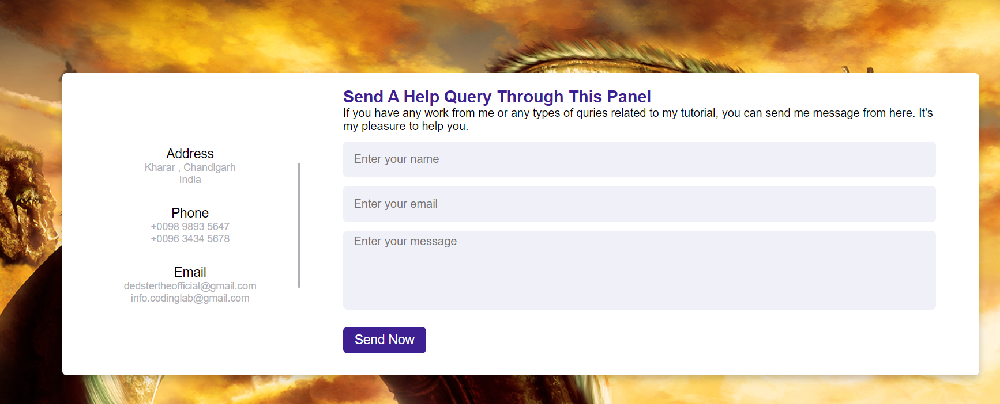 Send A Help Query Through This Panel
If you have any work from me or any types of quries related to my tutorial, you can send me message from here. It's
my pleasure to help you.
Address
Kharar , Chandigarh
India
Phone
+0098 9893 5647
+0096 3434 5678
Email
dedstertheofficial@gmail.com
info.codinglab@gmail.com
Enter your name
Enter your email
Enter your message
Send Now